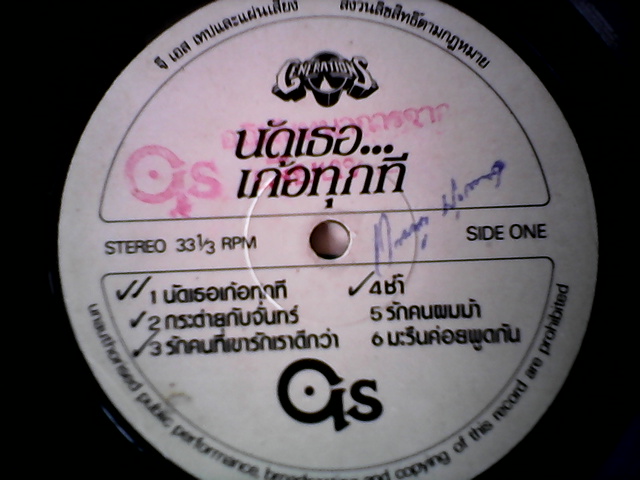 จี เอส เทปและแผ่นเสียง สงวนลิขสิทธิ์ตามกฎหมาย
GENERATIONS
นัดเธอ...
เก้อทุกที
Gs
STEREO 33 1/3 RPM
SIDE ONE
1 นัดเธอเก้อทุกที
2 กระต่ายกับจันทร์
3 รักคนที่เขารักเราดีกว่า
4 ช้ำ
5 รักคนผมม้า
6 มะรืนค่อยพูดกัน
Gs
unauthorised public performance, broadcasting and copying of this record are prohibited